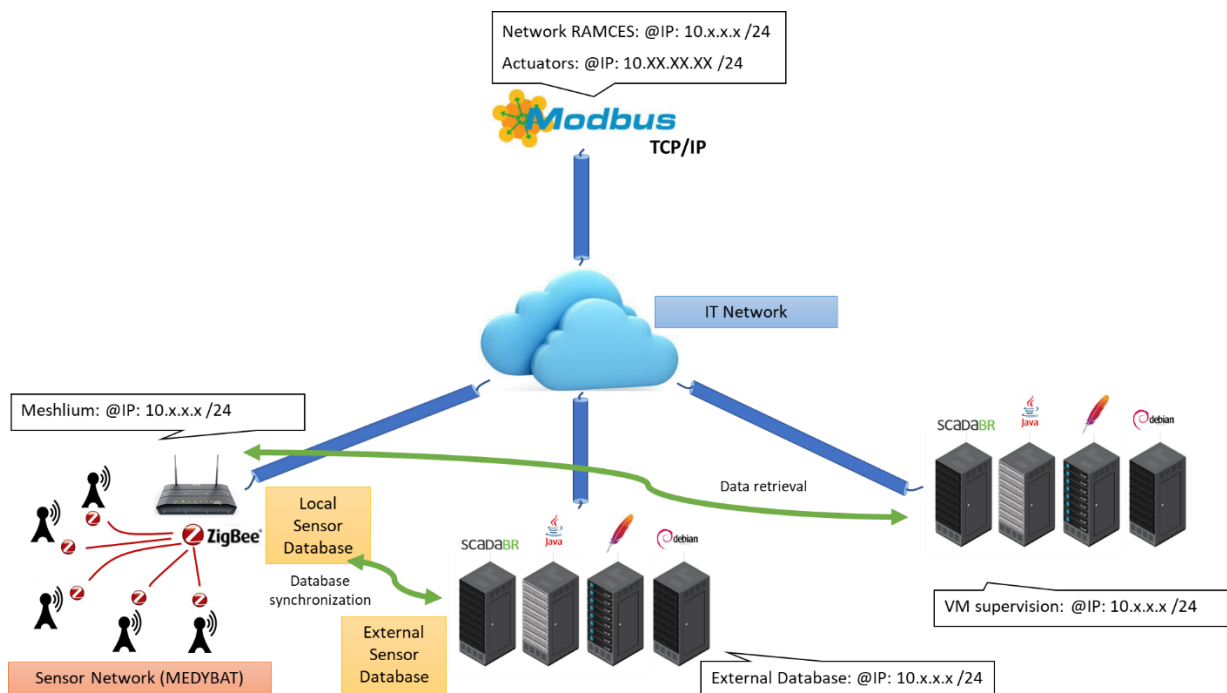 Network RAMCES: @IP: 10.x.x.x /24
Actuators: @IP: 10.XX.XX.XX /24
Modbus
TCP/IP
IT Network
Meshlium: @IP: 10.x.x.x /24
SCADABR
Java
debian
Data retrieval
Z
Z
ZigBee®
Z
Z
Z
Z
Local
Sensor
Database
SCADABR
Java
debian
Database
synchronization
VM supervision: @IP: 10.x.x.x /24
External
Sensor
Database
Sensor Network (MEDYBAT)
External Database: @IP: 10.x.x.x /24